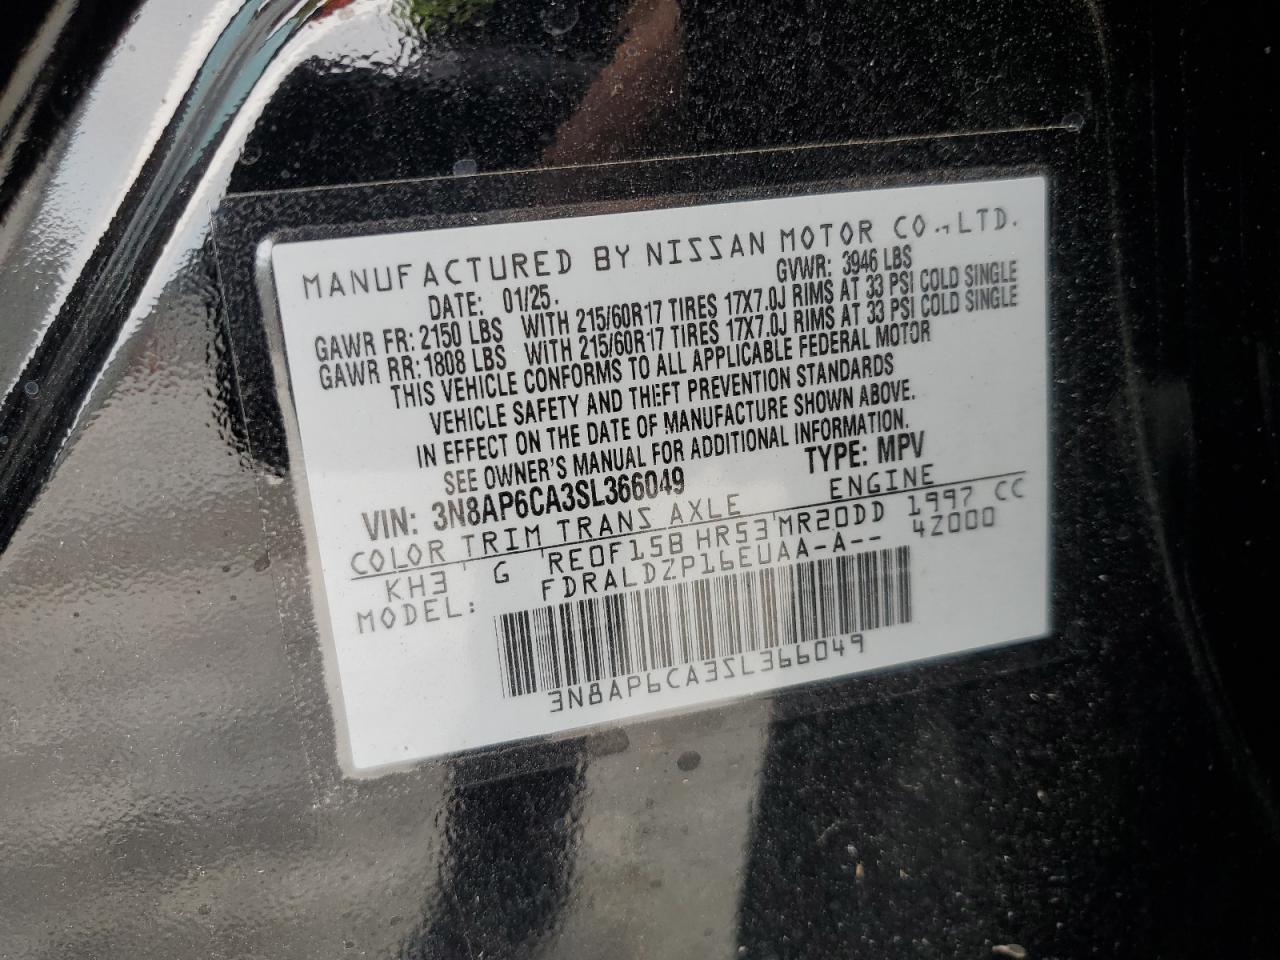 MANUFACTURED BY NISSAN MOTOR CO.,LTD.
DATE: 01/25. GVWR: 3946 LBS
GAWR FR: 2150 LBS WITH 215/60R17 TIRES 17X7.0J RIMS AT 33 PSI COLD SINGLE
GAWR RR: 1808 LBS WITH 215/60R17 TIRES 17X7.0J RIMS AT 33 PSI COLD SINGLE
THIS VEHICLE CONFORMS TO ALL APPLICABLE FEDERAL MOTOR
VEHICLE SAFETY AND THEFT PREVENTION STANDARDS
IN EFFECT ON THE DATE OF MANUFACTURE SHOWN ABOVE.
SEE OWNER'S MANUAL FOR ADDITIONAL INFORMATION.
VIN: 3N8AP6CA3SL366049 TYPE: MPV
COLOR TRIM TRANS AXLE ENGINE
KH3 G RE0F15B HR53 MR20DD 1997 CC
MODEL: FDRALDZP16EUAA-A-- 4Z000
3N8AP6CA3SL366049